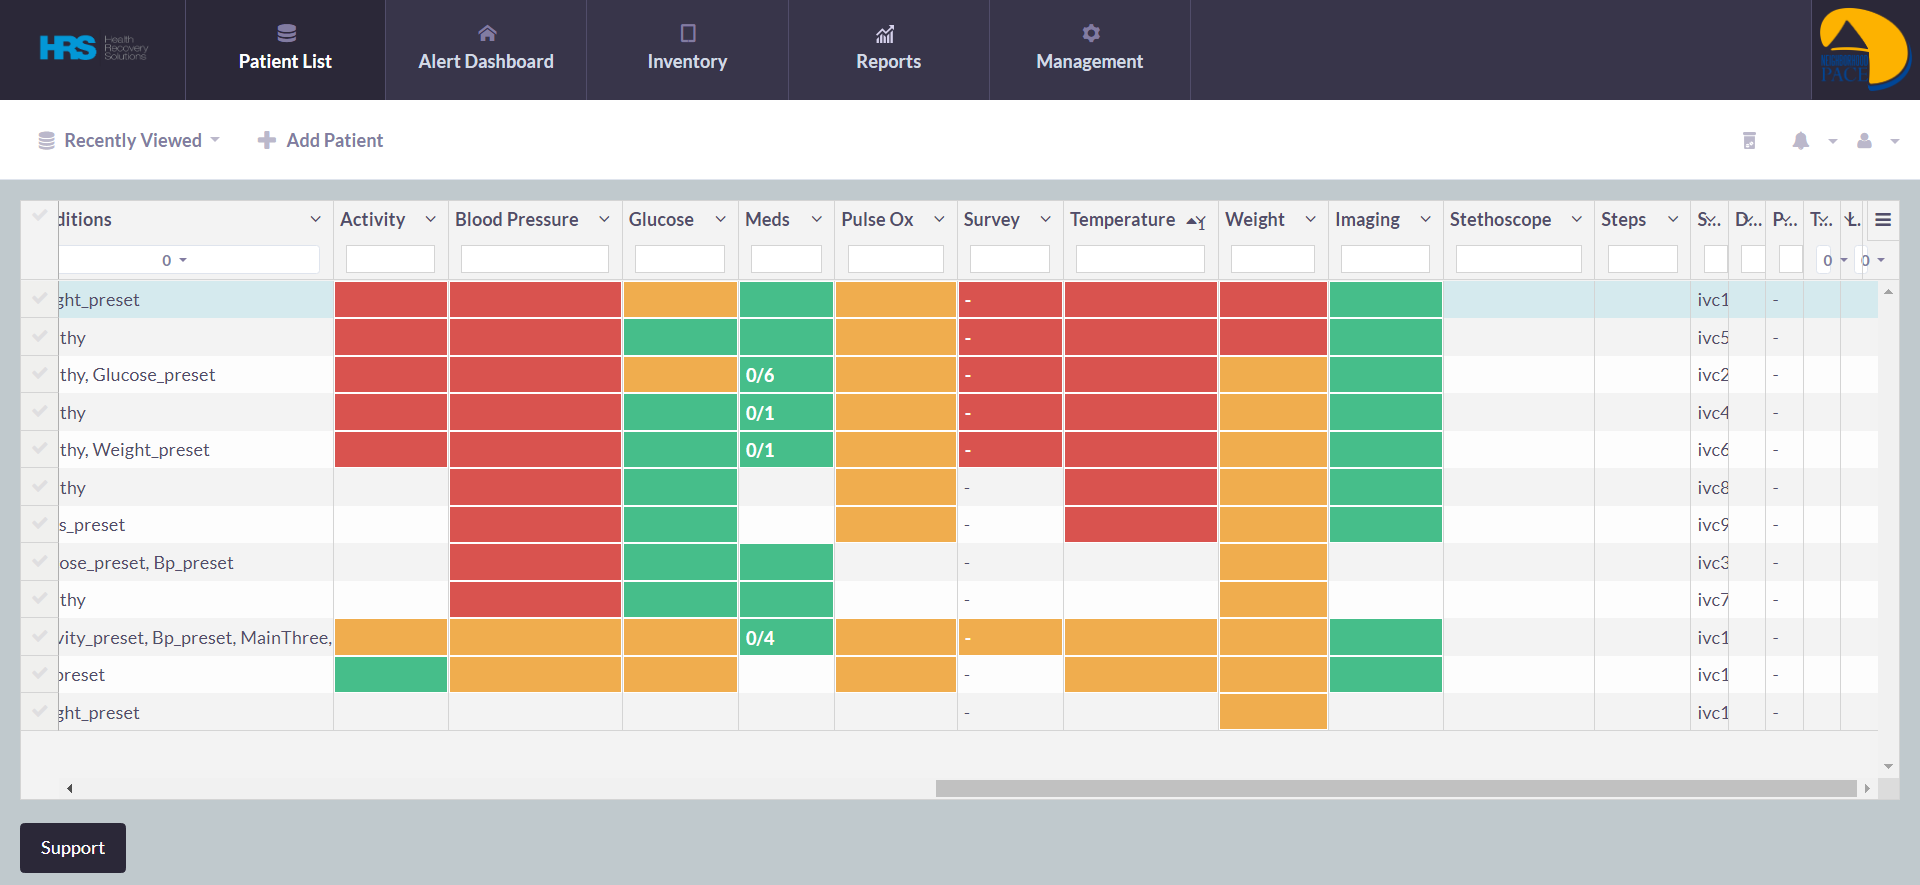 HRS Health Recovery Solutions
Patient List
Alert Dashboard
Inventory
Reports
Management
PACE
Recently Viewed
Add Patient
ditions Activity Blood Pressure Glucose Meds Pulse Ox Survey Temperature 1 Weight Imaging Stethoscope Steps S... D... P... T... L.
0 0 0
ght_preset - ivc1 -
thy - ivc5 -
thy, Glucose_preset 0/6 - ivc2 -
thy 0/1 - ivc4 -
thy, Weight_preset 0/1 - ivc6 -
thy - ivc8 -
s_preset - ivc9 -
ose_preset, Bp_preset - ivc3 -
thy - ivc7 -
vity_preset, Bp_preset, MainThree, 0/4 - ivc1 -
preset - ivc1 -
ght_preset - ivc1 -
Support